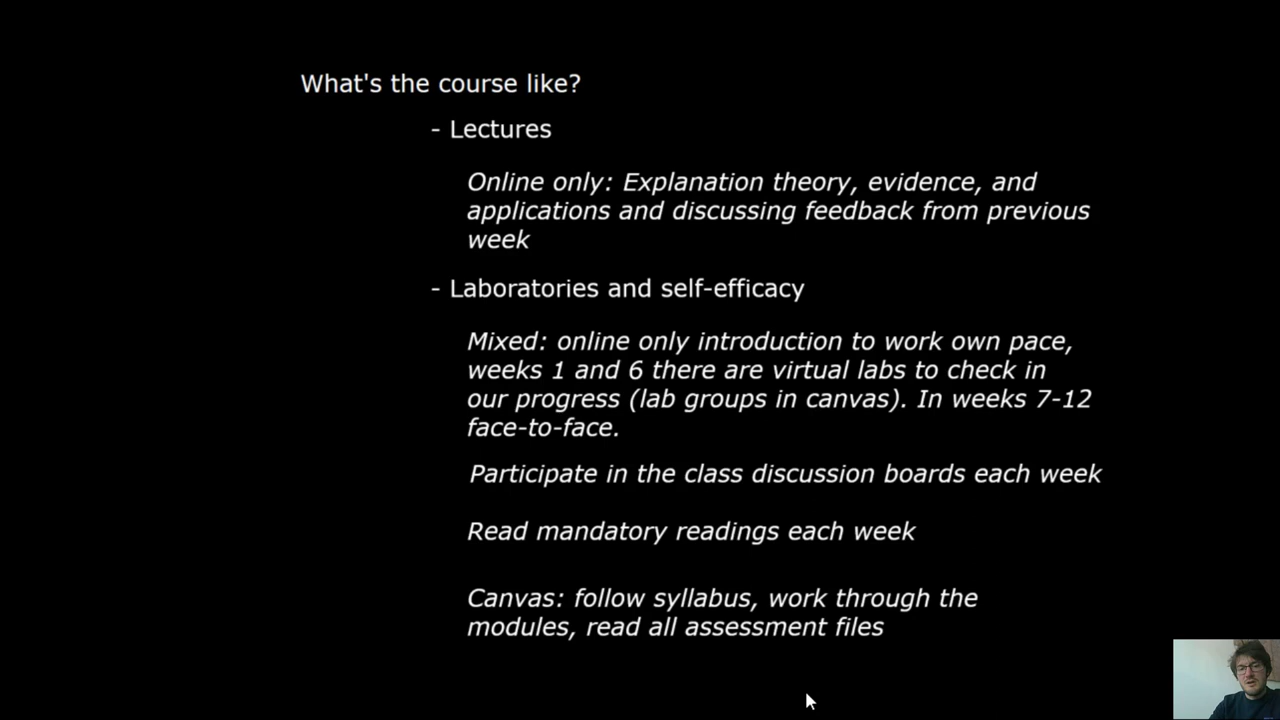 What's the course like?
- Lectures
Online only: Explanation theory, evidence, and
applications and discussing feedback from previous
week
- Laboratories and self-efficacy
Mixed: online only introduction to work own pace,
weeks 1 and 6 there are virtual labs to check in
our progress (lab groups in canvas). In weeks 7-12
face-to-face.
Participate in the class discussion boards each week
Read mandatory readings each week
Canvas: follow syllabus, work through the
modules, read all assessment files